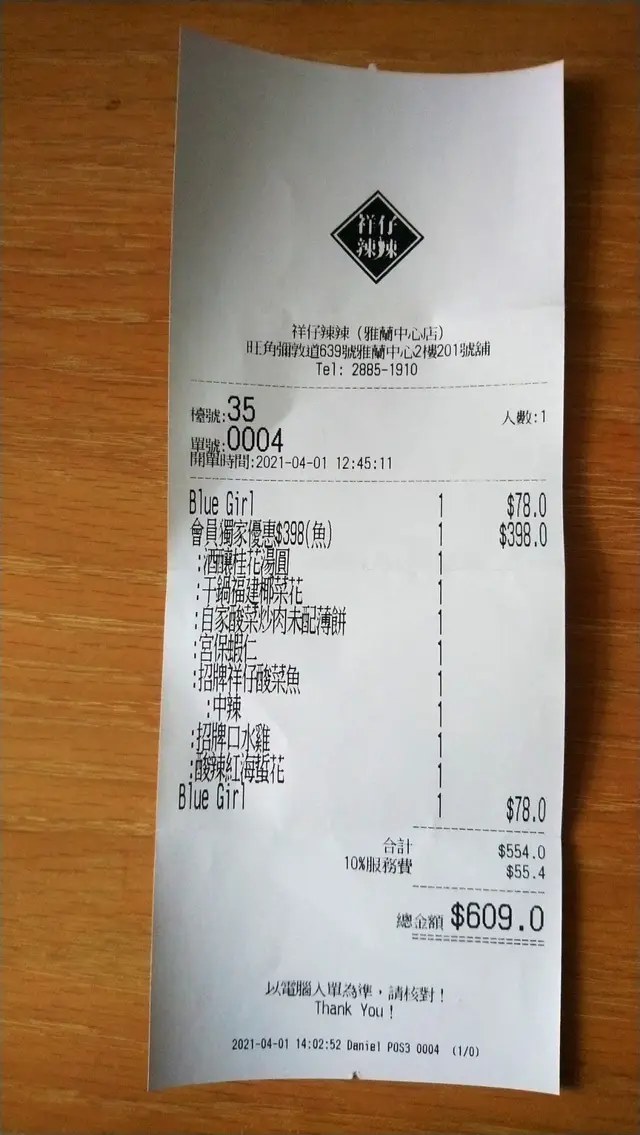 祥仔
辣辣
祥仔辣辣（雅蘭中心店）
旺角彌敦道639號雅蘭中心2樓201號舖
Tel: 2885-1910
檯號:35 人數:1
單號:0004
開單時間:2021-04-01 12:45:11
Blue Girl 1 $78.0
會員獨家優惠$398(魚) 1 $398.0
:酒釀桂花湯圓 1
:干鍋福建椰菜花 1
:自家酸菜炒肉未配薄餅 1
:宮保蝦仁 1
:招牌祥仔酸菜魚 1
:中辣 1
:招牌口水雞 1
:酸辣紅海蜇花 1
Blue Girl 1 $78.0
合計 $554.0
10%服務費 $55.4
總金額 $609.0
以電腦入單為準，請核對！
Thank You！
2021-04-01 14:02:52 Daniel POS3 0004 (1/0)